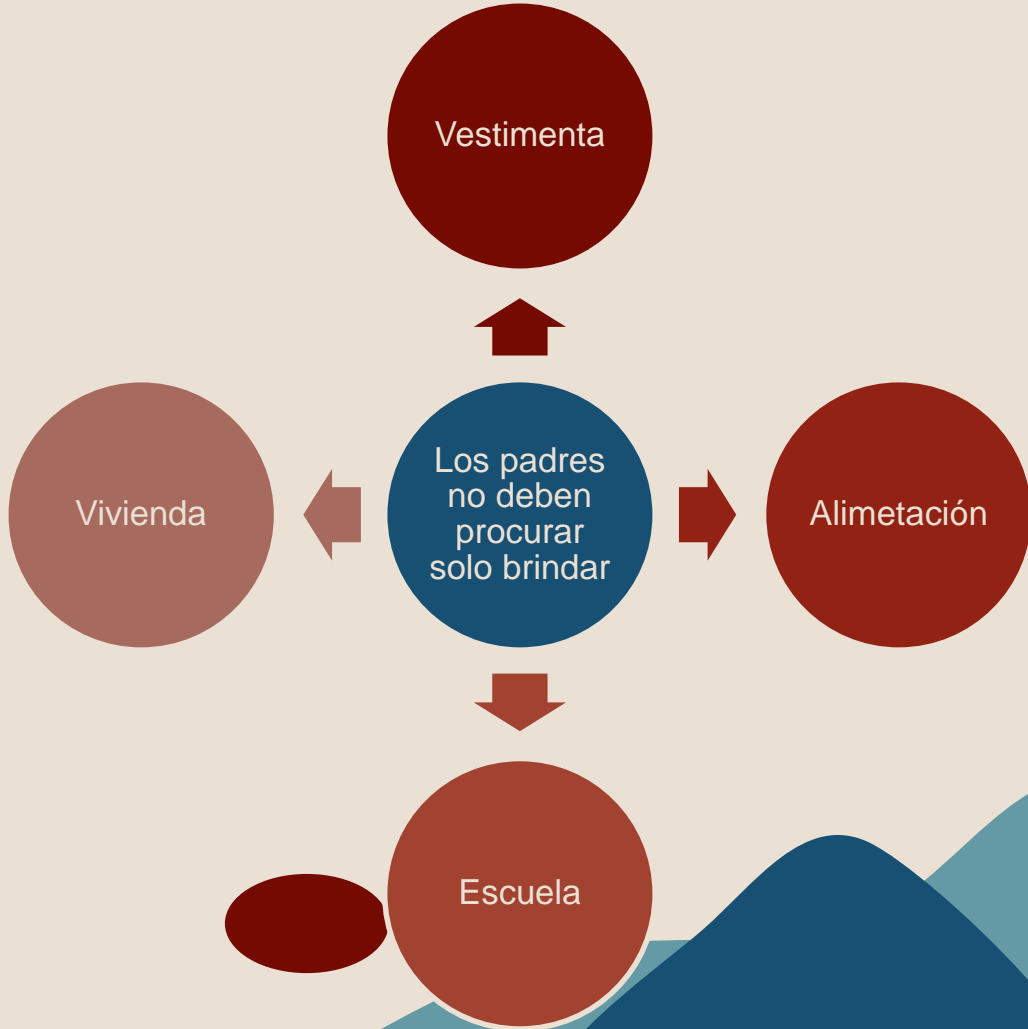 Vestimenta
Vivienda
Los padres
no deben
procurar
solo brindar
Alimetación
Escuela